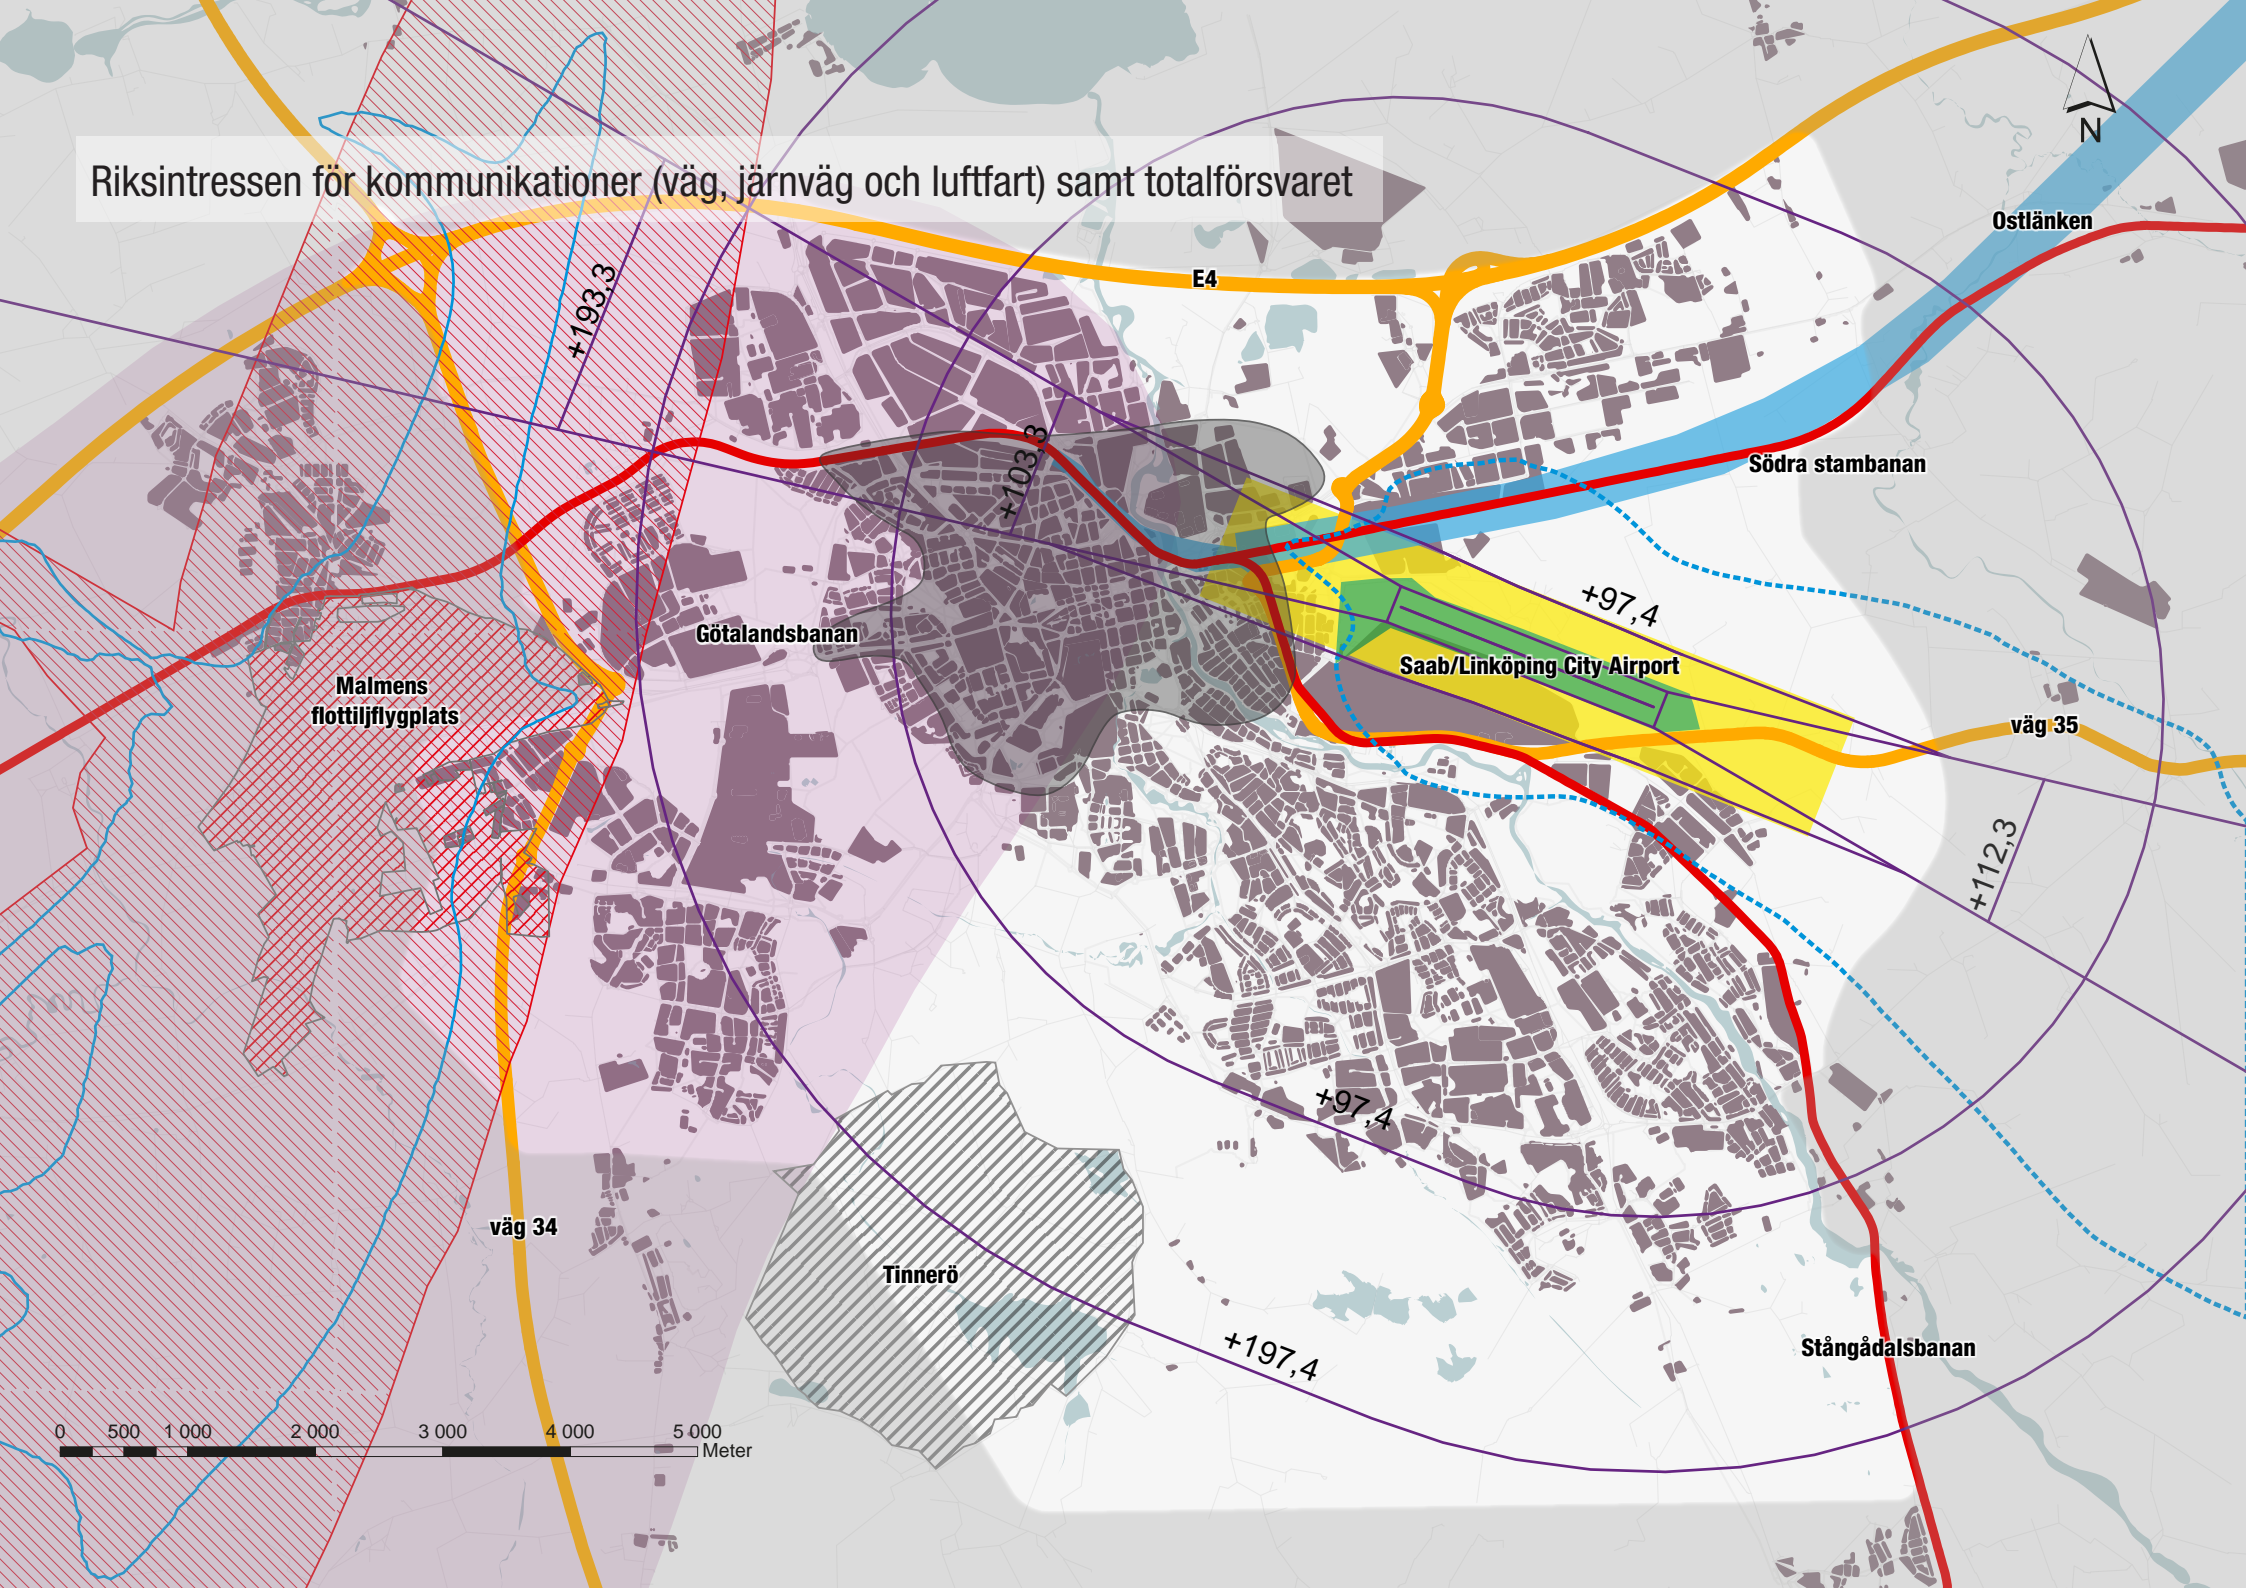 N
Riksintressen för kommunikationer (väg, järnväg och luftfart) samt totalförsvaret
Ostlänken
E4
+193,3
+103,3
Södra stambanan
+97,4
Götalandsbanan
Saab/Linköping City Airport
Malmens
flottiljflygplats
väg 35
+112,3
+97,4
väg 34
Tinnerö
+197,4
Stångådalsbanan
0 500 1 000 2 000 3 000 4 000 5 000
Meter